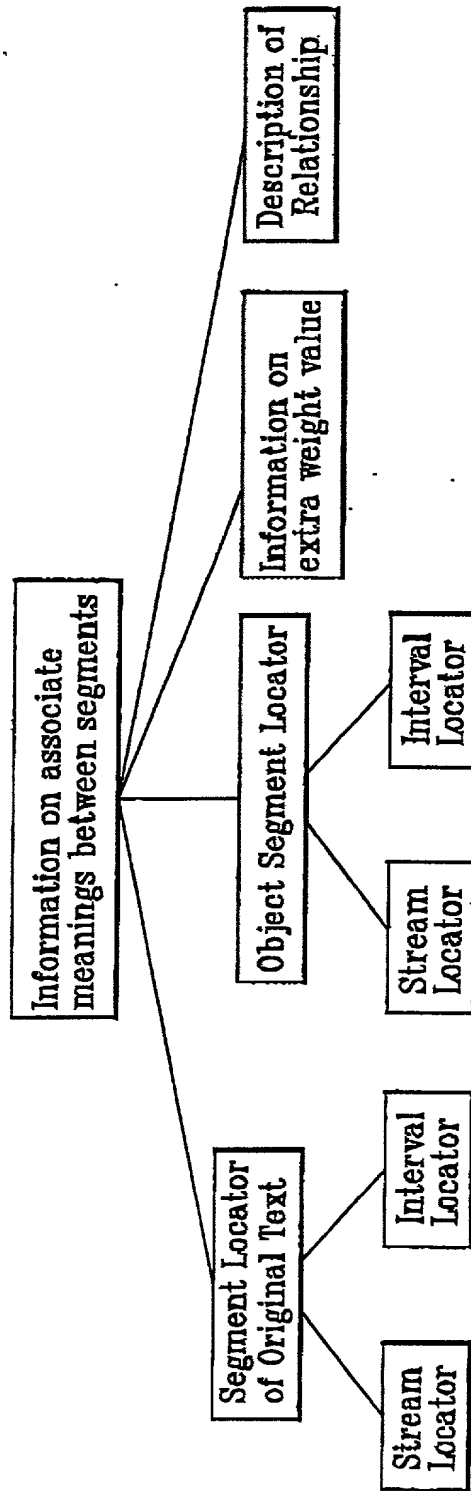 Information on associate
meanings between segments
Segment Locator
of Original Text
Object Segment Locator
Information on
extra weight value
Description of
Relationship
Stream
Locator
Interval
Locator
Stream
Locator
Interval
Locator